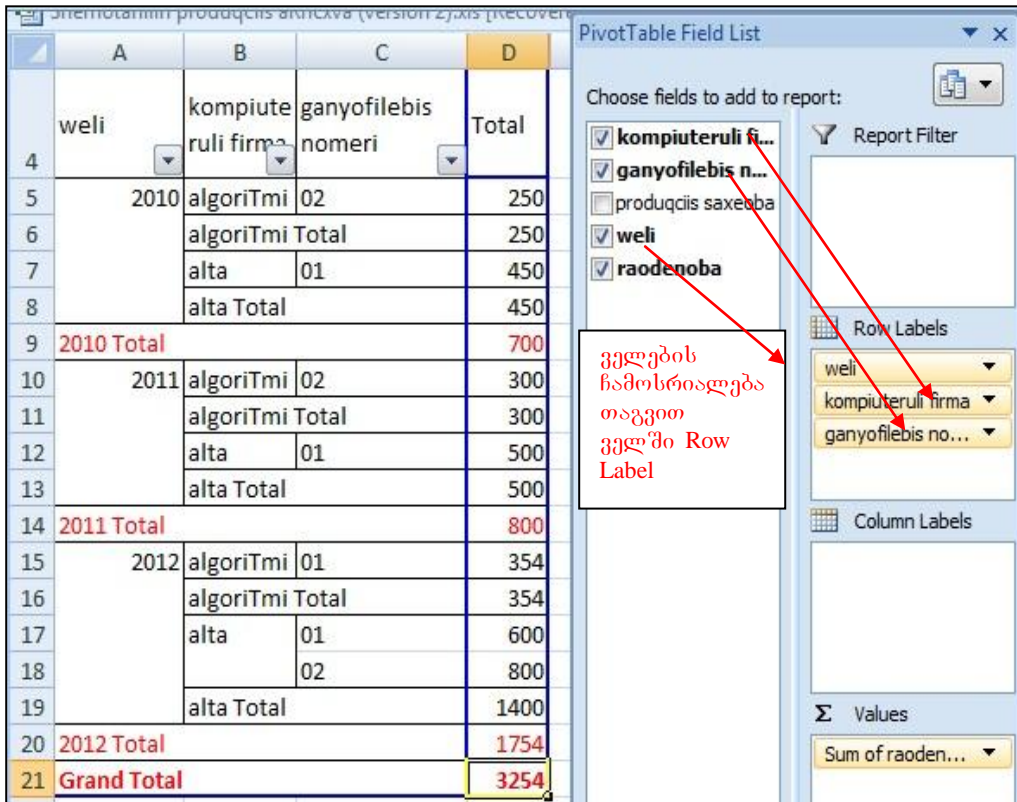 Shemotanilin produqciis aRricxva (version 2).xls [Recovere
A B C D
4 weli kompiute ruli firma ganyofilebis nomeri Total
5 2010 algoriTmi 02 250
6 algoriTmi Total 250
7 alta 01 450
8 alta Total 450
9 2010 Total 700
10 2011 algoriTmi 02 300
11 algoriTmi Total 300
12 alta 01 500
13 alta Total 500
14 2011 Total 800
15 2012 algoriTmi 01 354
16 algoriTmi Total 354
17 alta 01 600
18 02 800
19 alta Total 1400
20 2012 Total 1754
21 Grand Total 3254
PivotTable Field List
Choose fields to add to report:
kompiuteruli fi...
ganyofilebis n...
produqciis saxeoba
weli
raodenoba
ველების
ჩამოსრიალება
თაგვით
ველში Row
Label
Report Filter
Row Labels
weli
kompiuteruli firma
ganyofilebis no...
Column Labels
Σ Values
Sum of raoden...